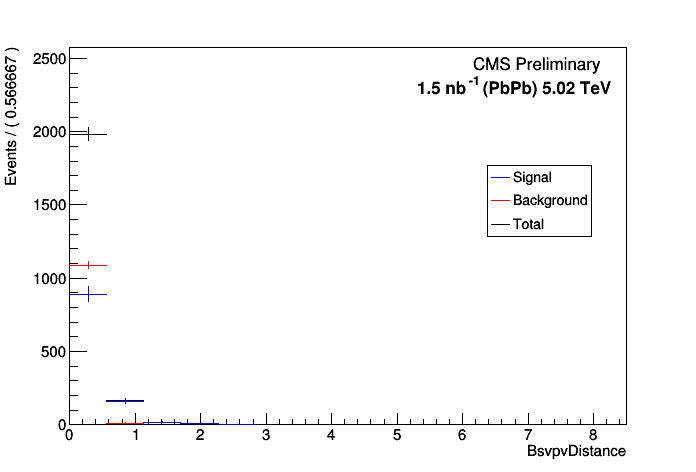 CMS Preliminary
1.5 nb-1 (PbPb) 5.02 TeV
Events / ( 0.566667 )
2500
2000
1500
1000
500
0
Signal
Background
Total
0 1 2 3 4 5 6 7 8
BsvpvDistance